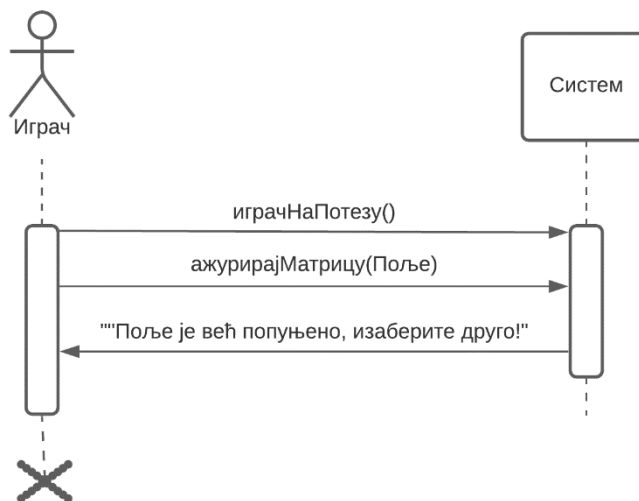 Играч
Систем
играчНаПотезу()
ажурирајМатрицу(Поље)
""Поље је већ попуњено, изаберите друго!"